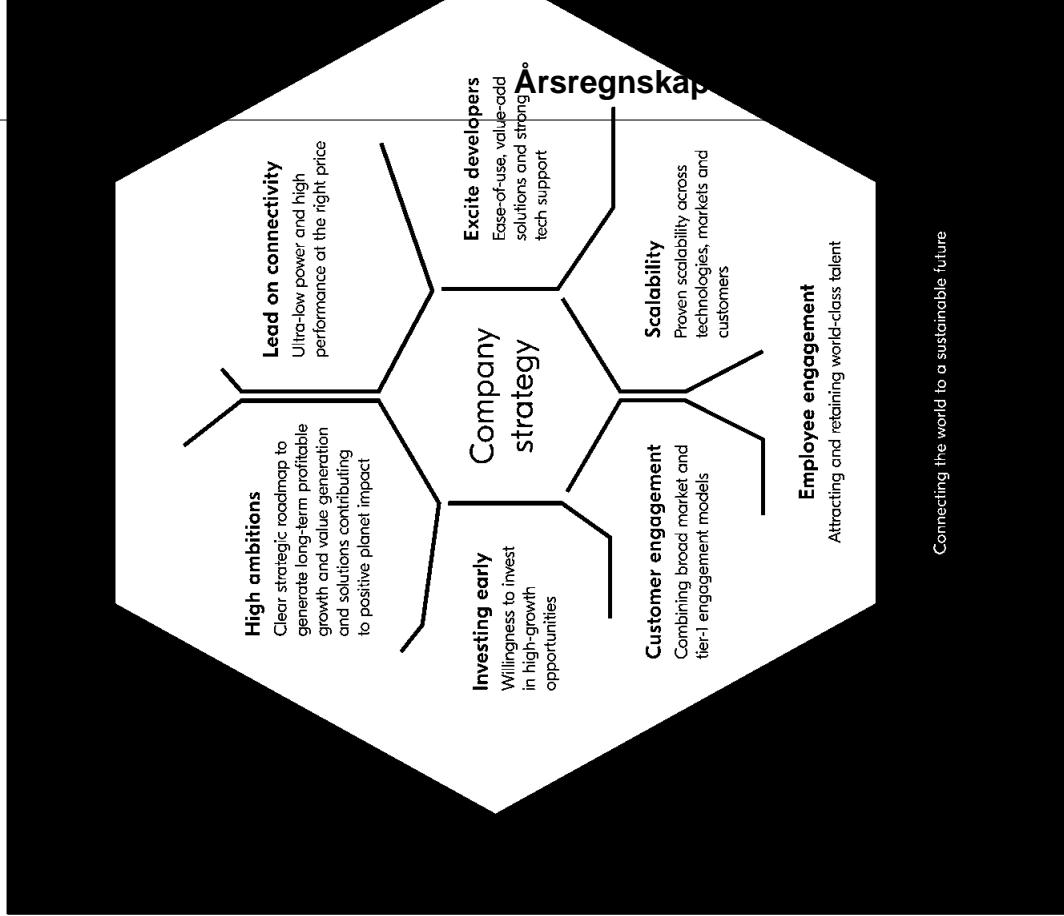 Årsregnskap
High ambitions
Clear strategic roadmap to
generate long-term profitable
growth and value generation
and solutions contributing
to positive planet impact
Lead on connectivity
Ultra-low power and high
performance at the right price
Investing early
Willingness to invest
in high-growth
opportunities
Company
strategy
Excite developers
Ease-of-use, value-add
solutions and strong
tech support
Customer engagement
Combining broad market and
tier-1 engagement models
Scalability
Proven scalability across
technologies, markets and
customers
Employee engagement
Attracting and retaining world-class talent
Connecting the world to a sustainable future